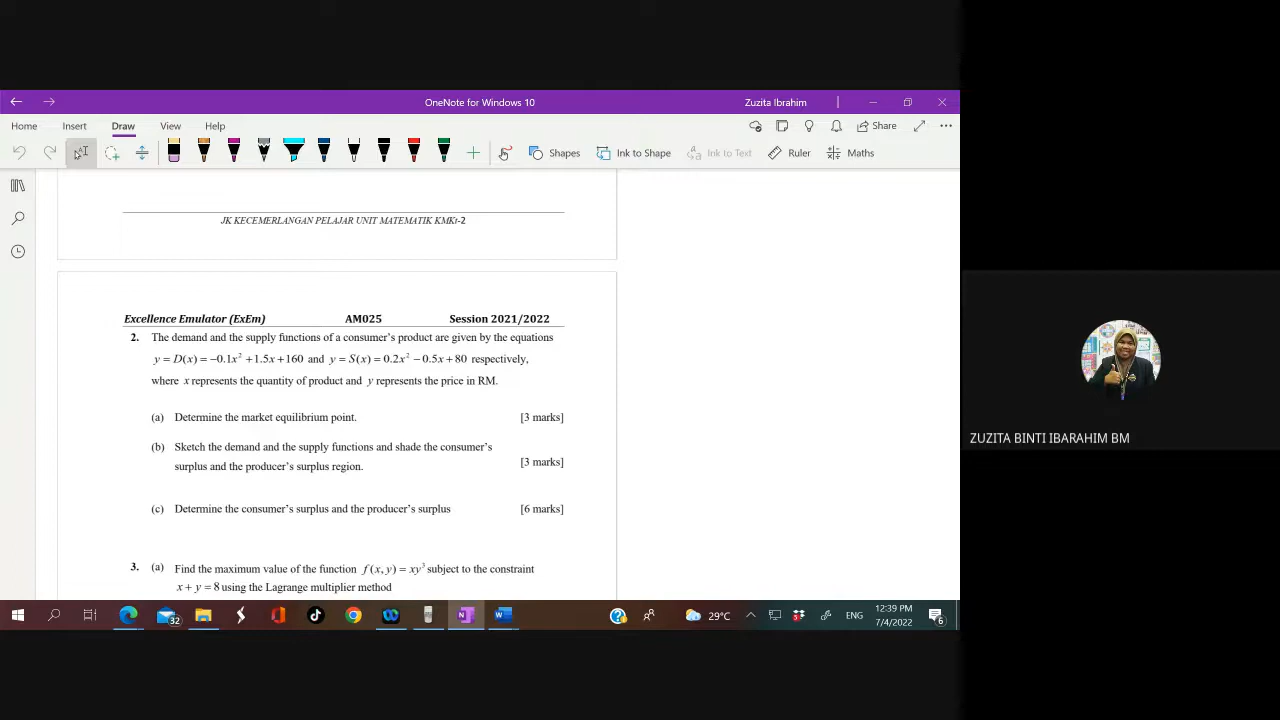 OneNote for Windows 10
Zuzita Ibrahim
Home Insert Draw View Help
Share
Shapes Ink to Shape Ink to Text Ruler Maths
JK KECEMERLANGAN PELAJAR UNIT MATEMATIK KMKt-2
Excellence Emulator (ExEm) AM025 Session 2021/2022
2. The demand and the supply functions of a consumer's product are given by the equations
y = D(x) = −0.1x² + 1.5x + 160 and y = S(x) = 0.2x² − 0.5x + 80 respectively,
where x represents the quantity of product and y represents the price in RM.
(a) Determine the market equilibrium point. [3 marks]
(b) Sketch the demand and the supply functions and shade the consumer's
surplus and the producer's surplus region. [3 marks]
(c) Determine the consumer's surplus and the producer's surplus [6 marks]
3. (a) Find the maximum value of the function f(x, y) = xy³ subject to the constraint
x + y = 8 using the Lagrange multiplier method
ZUZITA BINTI IBARAHIM BM
32
29°C
ENG
12:39 PM
7/4/2022
6